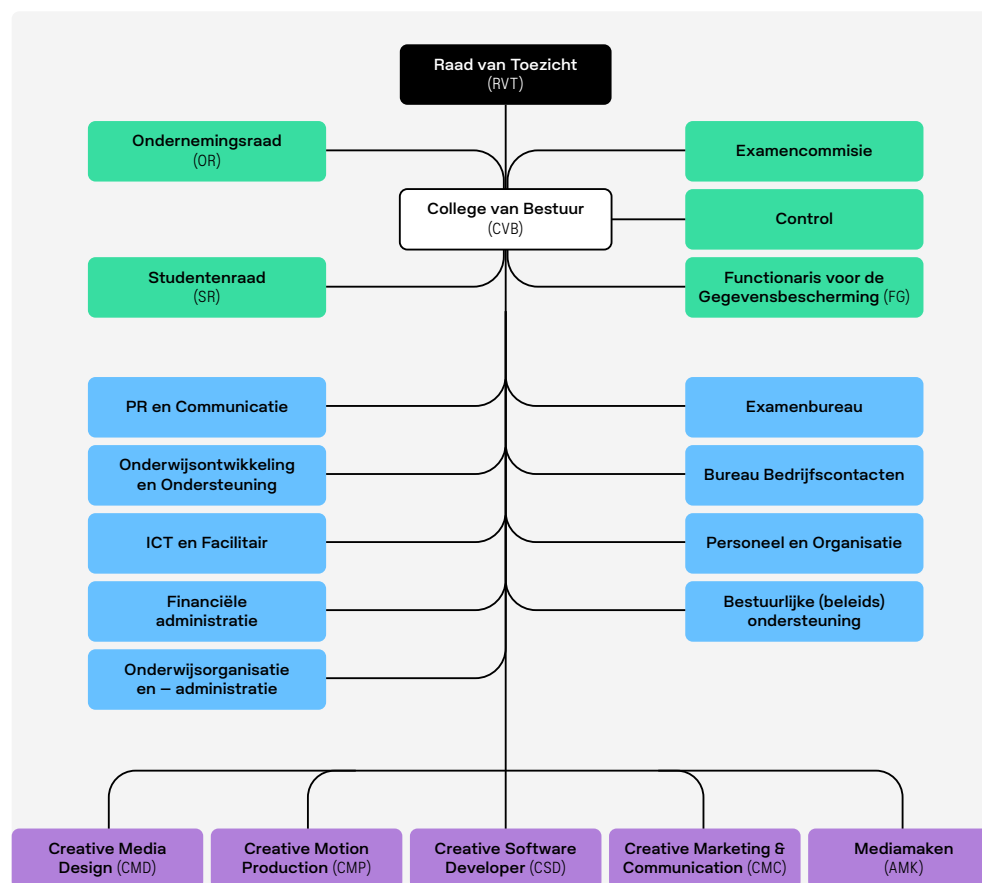 Raad van Toezicht
(RVT)
Ondernemingsraad
(OR)
Examencommisie
College van Bestuur
(CVB)
Control
Studentenraad
(SR)
Functionaris voor de
Gegevensbescherming (FG)
PR en Communicatie
Examenbureau
Onderwijsontwikkeling
en Ondersteuning
Bureau Bedrijfscontacten
ICT en Facilitair
Personeel en Organisatie
Financiële
administratie
Bestuurlijke (beleids)
ondersteuning
Onderwijsorganisatie
en – administratie
Creative Media
Design (CMD)
Creative Motion
Production (CMP)
Creative Software
Developer (CSD)
Creative Marketing &
Communication (CMC)
Mediamaken
(AMK)